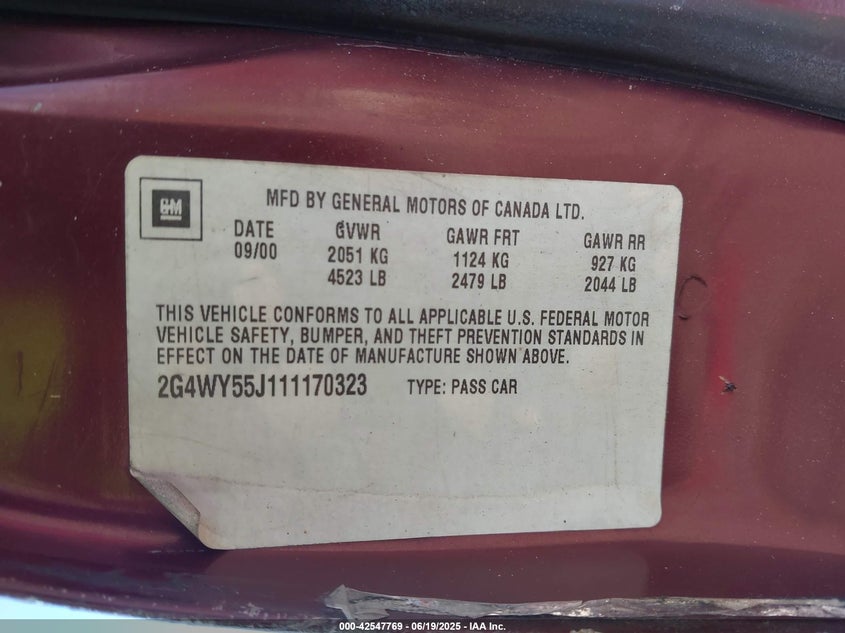 GM
MFD BY GENERAL MOTORS OF CANADA LTD.
DATE GVWR GAWR FRT GAWR RR
09/00 2051 KG 1124 KG 927 KG
4523 LB 2479 LB 2044 LB
THIS VEHICLE CONFORMS TO ALL APPLICABLE U.S. FEDERAL MOTOR
VEHICLE SAFETY, BUMPER, AND THEFT PREVENTION STANDARDS IN
EFFECT ON THE DATE OF MANUFACTURE SHOWN ABOVE.
2G4WY55J111170323 TYPE: PASS CAR
000-42547769 - 06/19/2025 - IAA Inc.